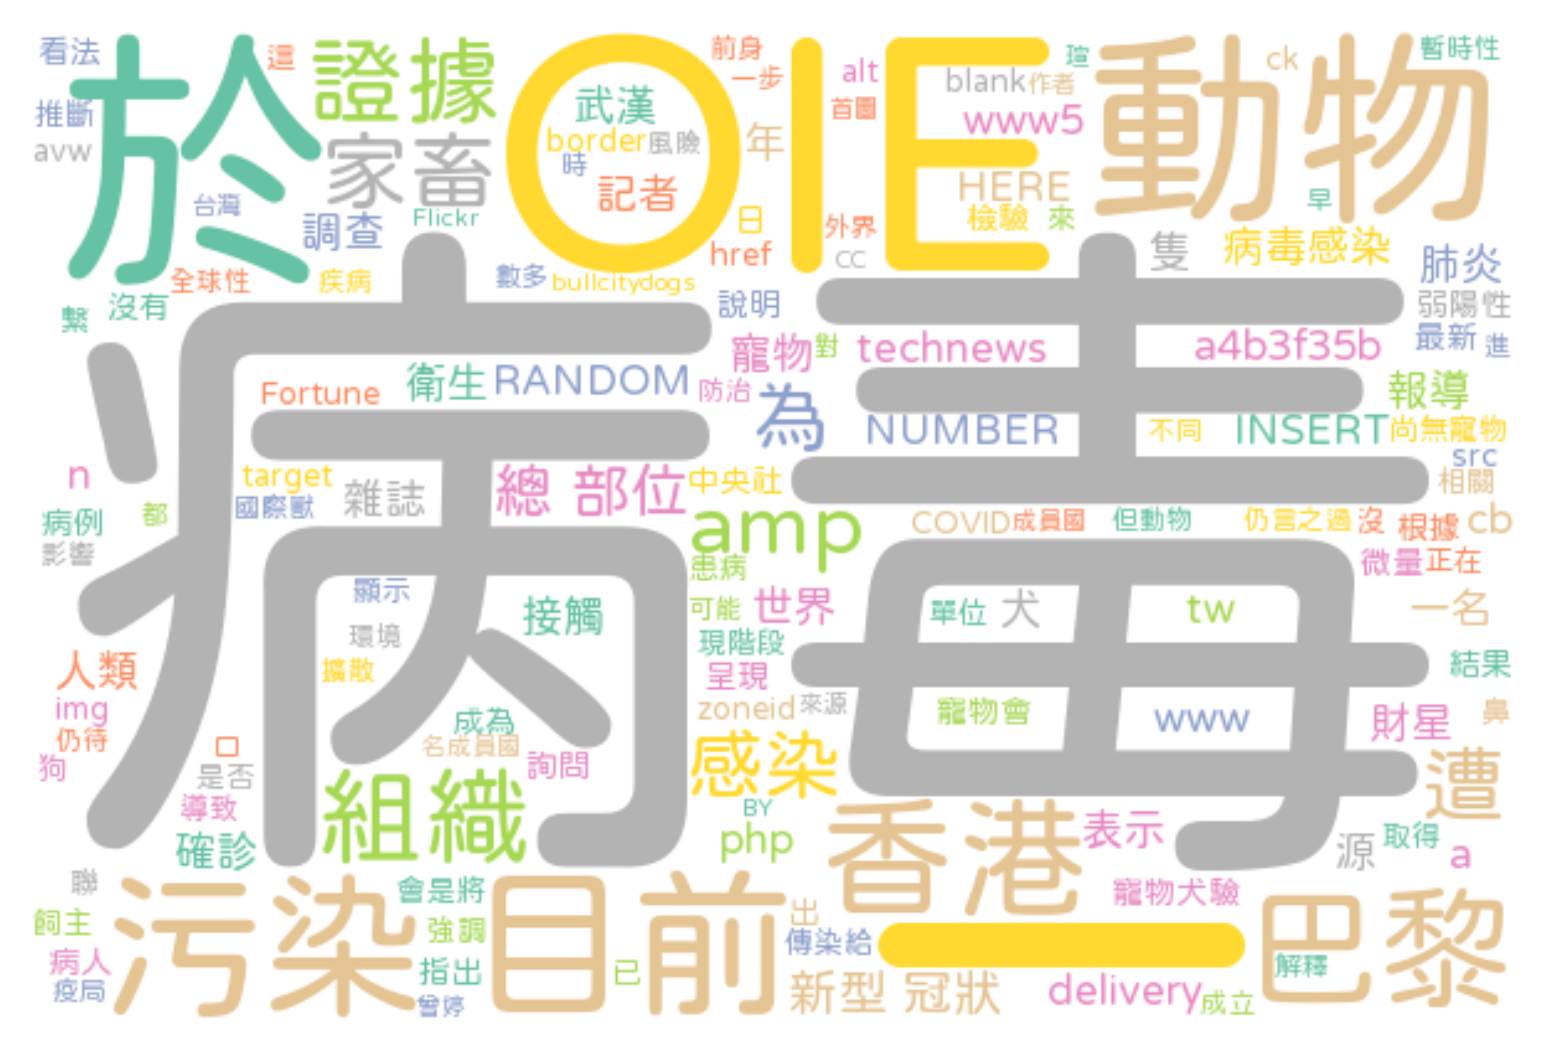 看法
於
這
證據
OIE
前身
一步
alt
瑄
blank
作者
動物
ck
暫時性
推斷
武漢
首圖
www5
avw
家畜
border
風險
年
時
HERE
記者
早
台灣
調查
Flickr
日
外界
檢驗
來
全球性
疾病
數多
bullcitydogs
href
CC
隻
病毒感染
肺炎
繫
沒有
說明
弱陽性
病毒
寵物
對
technews
a4b3f35b
最新
進
Fortune
衛生
RANDOM
防治
為
報導
NUMBER
不同
INSERT
尚無寵物
n
target
雜誌
總部位
中央社
src
相關
國際獸
病例
都
amp
COVID
成員國
但動物
仍言之過
沒
根據
cb
影響
患病
微量
正在
顯示
接觸
可能
世界
單位
犬
tw
一名
環境
現階段
人類
擴散
呈現
結果
img
成為
zoneid
來源
寵物會
www
財星
鼻
仍待
口
名成員國
感染
狗
是否
詢問
遭
導致
組織
BY
香港
表示
確診
php
源
取得
a
聯
會是將
寵物犬驗
飼主
污染
目前
出
強調
傳染給
一
巴黎
病人
指出
已
新型冠狀
delivery
解釋
疫局
曾婷
成立